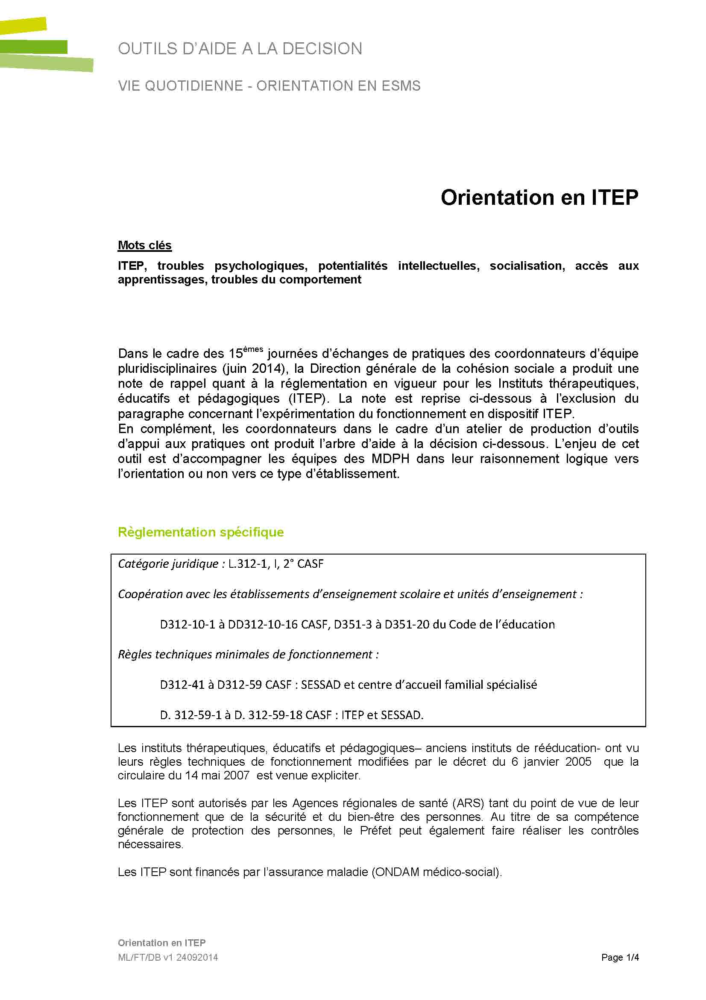 OUTILS D'AIDE A LA DECISION
VIE QUOTIDIENNE - ORIENTATION EN ESMS
Orientation en ITEP
Mots clés
ITEP, troubles psychologiques, potentialités intellectuelles, socialisation, accès aux
apprentissages, troubles du comportement
Dans le cadre des 15èmes journées d'échanges de pratiques des coordonnateurs d'équipe
pluridisciplinaires (juin 2014), la Direction générale de la cohésion sociale a produit une
note de rappel quant à la réglementation en vigueur pour les Instituts thérapeutiques,
éducatifs et pédagogiques (ITEP). La note est reprise ci-dessous à l'exclusion du
paragraphe concernant l'expérimentation du fonctionnement en dispositif ITEP.
En complément, les coordonnateurs dans le cadre d'un atelier de production d'outils
d'appui aux pratiques ont produit l'arbre d'aide à la décision ci-dessous. L'enjeu de cet
outil est d'accompagner les équipes des MDPH dans leur raisonnement logique vers
l'orientation ou non vers ce type d'établissement.
Règlementation spécifique
Catégorie juridique : L.312-1, I, 2° CASF
Coopération avec les établissements d'enseignement scolaire et unités d'enseignement :
D312-10-1 à DD312-10-16 CASF, D351-3 à D351-20 du Code de l'éducation
Règles techniques minimales de fonctionnement :
D312-41 à D312-59 CASF : SESSAD et centre d'accueil familial spécialisé
D. 312-59-1 à D. 312-59-18 CASF : ITEP et SESSAD.
Les instituts thérapeutiques, éducatifs et pédagogiques– anciens instituts de rééducation- ont vu
leurs règles techniques de fonctionnement modifiées par le décret du 6 janvier 2005  que la
circulaire du 14 mai 2007  est venue expliciter.
Les ITEP sont autorisés par les Agences régionales de santé (ARS) tant du point de vue de leur
fonctionnement que de la sécurité et du bien-être des personnes. Au titre de sa compétence
générale de protection des personnes, le Préfet peut également faire réaliser les contrôles
nécessaires.
Les ITEP sont financés par l'assurance maladie (ONDAM médico-social).
Orientation en ITEP
ML/FT/DB v1 24092014
Page 1/4